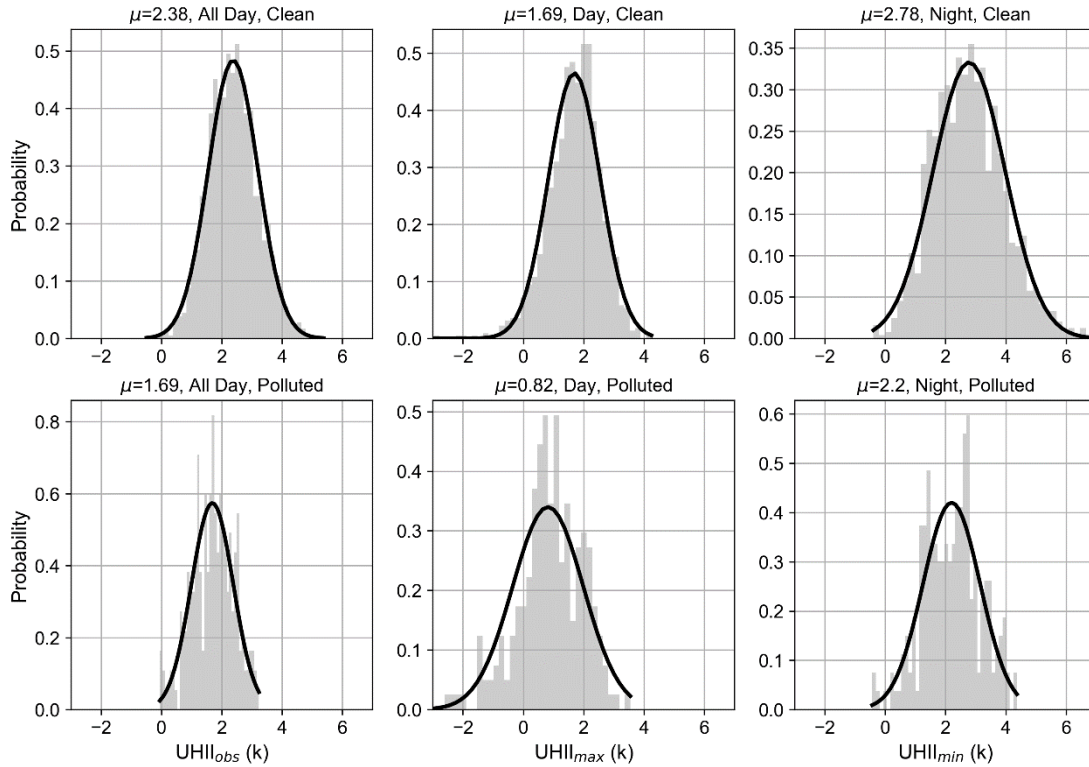 μ=2.38, All Day, Clean
μ=1.69, Day, Clean
μ=2.78, Night, Clean
Probability
0.5
0.4
0.3
0.2
0.1
0.0
−2 0 2 4 6
0.5
0.4
0.3
0.2
0.1
0.0
−2 0 2 4 6
0.35
0.30
0.25
0.20
0.15
0.10
0.05
0.00
−2 0 2 4 6
μ=1.69, All Day, Polluted
μ=0.82, Day, Polluted
μ=2.2, Night, Polluted
Probability
0.8
0.6
0.4
0.2
0.0
−2 0 2 4 6
UHII_obs (k)
0.5
0.4
0.3
0.2
0.1
0.0
−2 0 2 4 6
UHII_max (k)
0.6
0.5
0.4
0.3
0.2
0.1
0.0
−2 0 2 4 6
UHII_min (k)